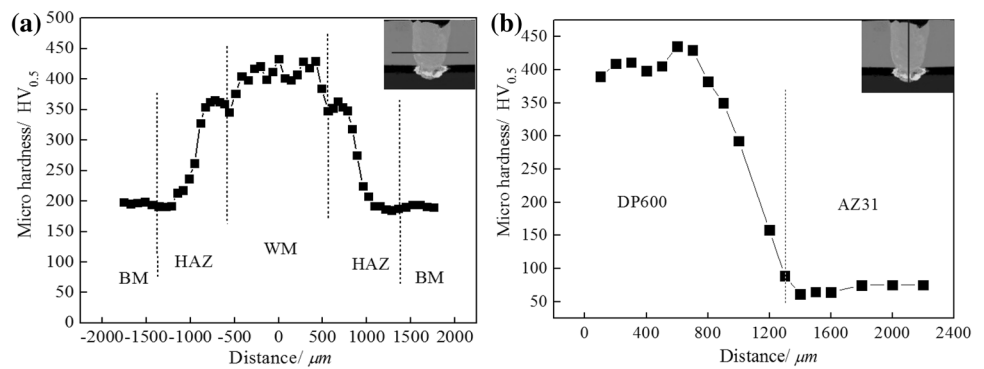 (a)
500
450
400
350
300
250
200
150
100
50
0
Micro hardness/ HV0.5
BM
HAZ
WM
HAZ
BM
-2000
-1500
-1000
-500
0
500
1000
1500
2000
Distance/ μm
(b)
450
400
350
300
250
200
150
100
50
Micro hardness/ HV0.5
DP600
AZ31
0
400
800
1200
1600
2000
2400
Distance/ μm